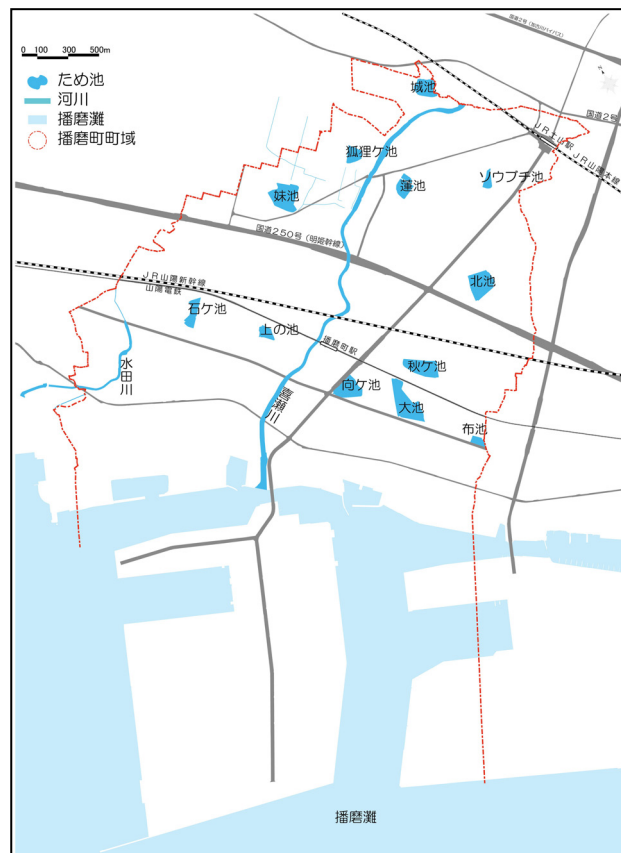 0 100 300 500m
ため池
河川
播磨灘
播磨町町域
城池
国道2号
JR土山駅
JR山陽本線
狐狸ケ池
蓮池
ソウブチ池
妹池
国道250号(明姫幹線)
北池
JR山陽新幹線
山陽電鉄
石ケ池
上の池
播磨町駅
水田川
喜瀬川
秋ケ池
向ケ池
大池
布池
播磨灘